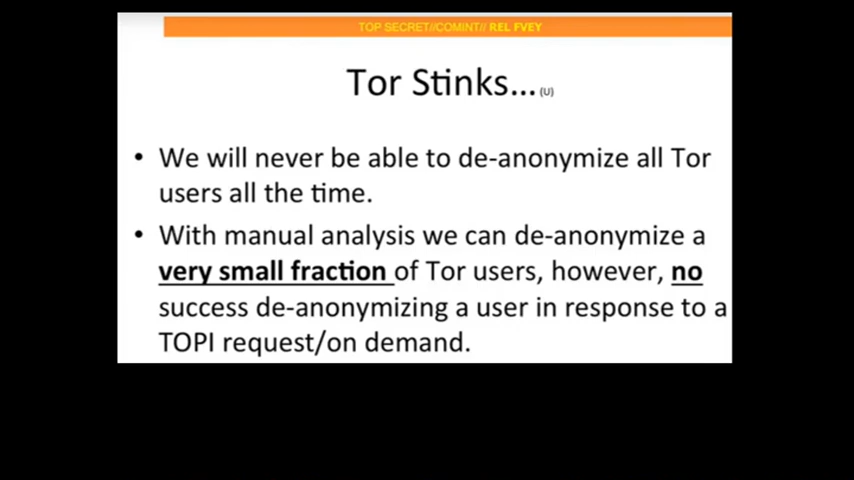 TOP SECRET//COMINT// REL FVEY
Tor Stinks... (U)
• We will never be able to de-anonymize all Tor
users all the time.
• With manual analysis we can de-anonymize a
very small fraction of Tor users, however, no
success de-anonymizing a user in response to a
TOPI request/on demand.